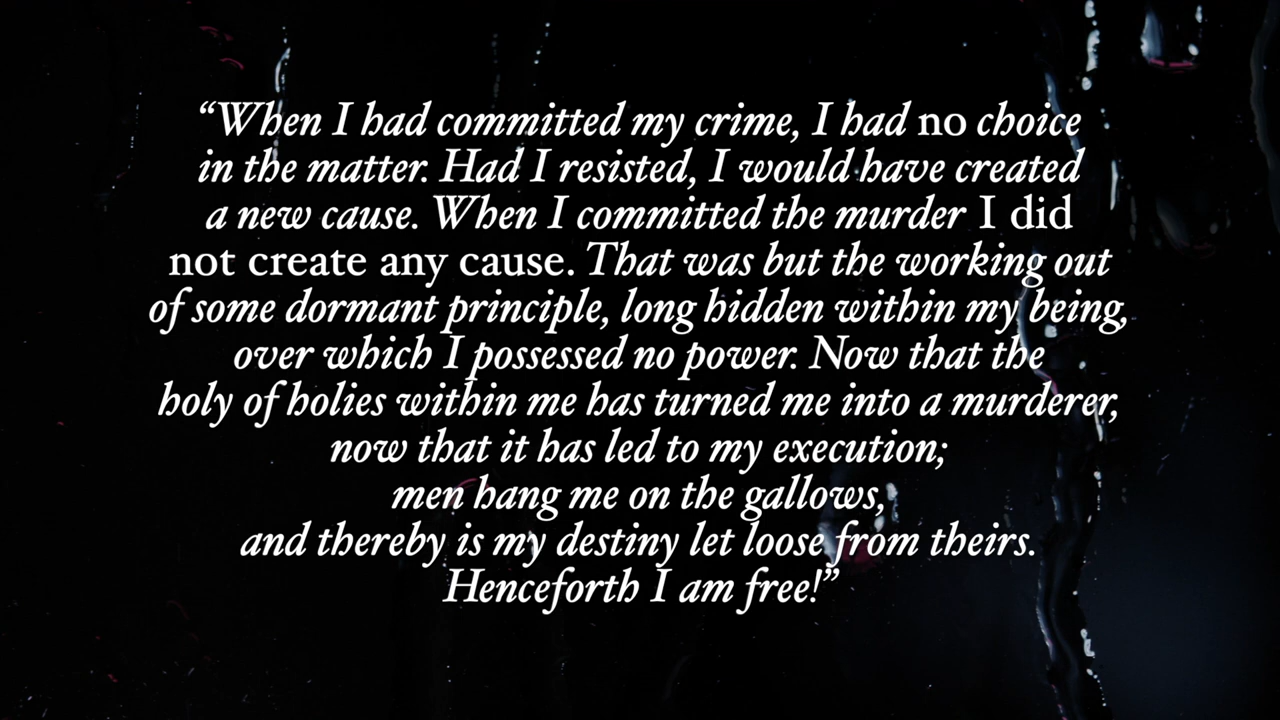 “When I had committed my crime, I had no choice
in the matter. Had I resisted, I would have created
a new cause. When I committed the murder I did
not create any cause. That was but the working out
of some dormant principle, long hidden within my being,
over which I possessed no power. Now that the
holy of holies within me has turned me into a murderer,
now that it has led to my execution;
men hang me on the gallows,
and thereby is my destiny let loose from theirs.
Henceforth I am free!”